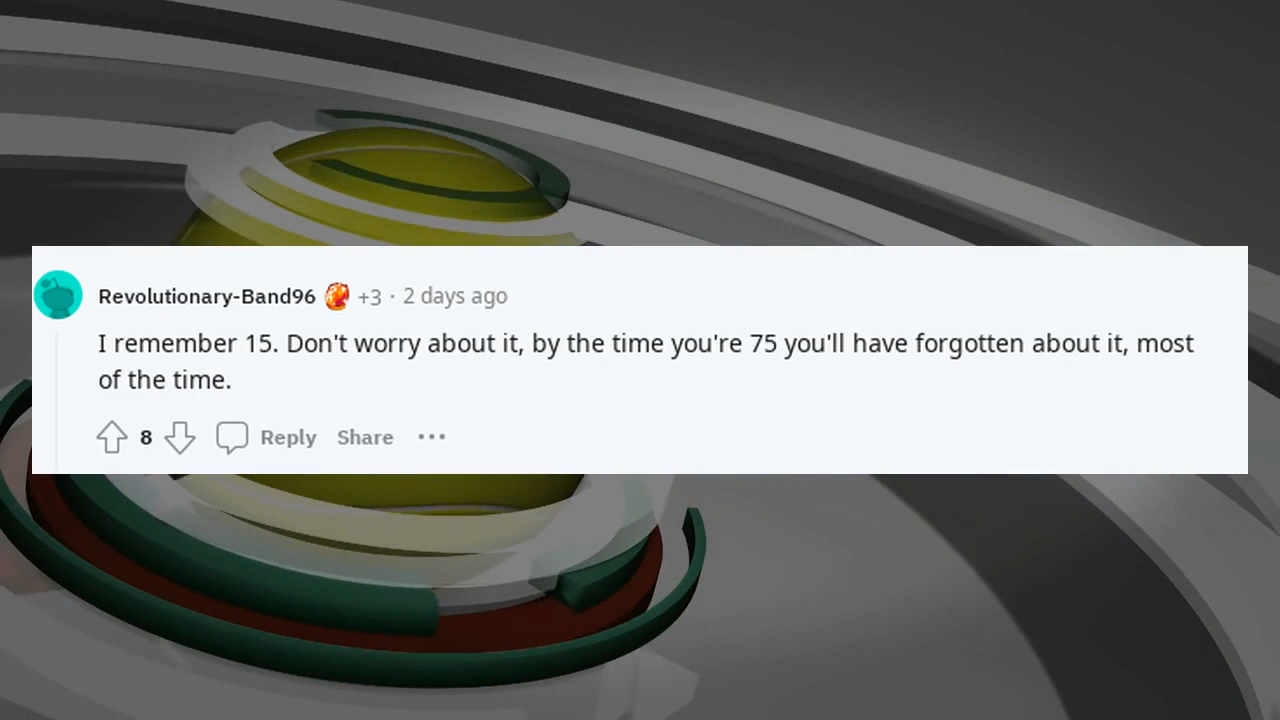 Revolutionary-Band96 +3 · 2 days ago
I remember 15. Don't worry about it, by the time you're 75 you'll have forgotten about it, most
of the time.
8 Reply Share ···